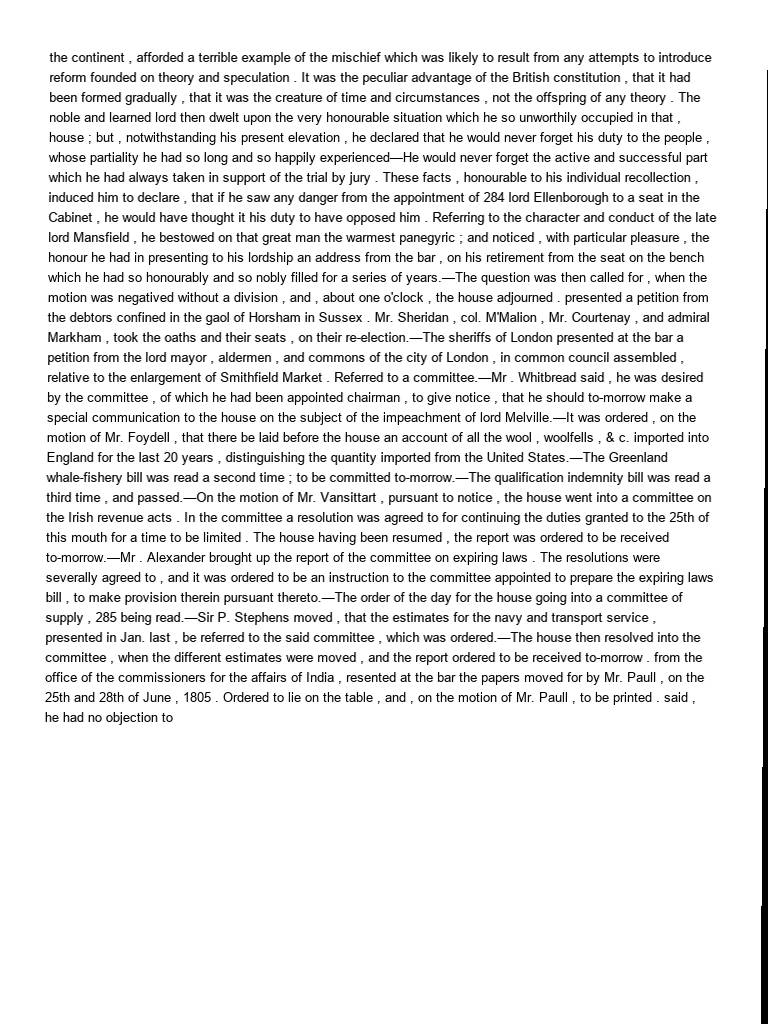 the continent , afforded a terrible example of the mischief which was likely to result from any attempts to introduce
reform founded on theory and speculation . It was the peculiar advantage of the British constitution , that it had
been formed gradually , that it was the creature of time and circumstances , not the offspring of any theory . The
noble and learned lord then dwelt upon the very honourable situation which he so unworthily occupied in that ,
house ; but , notwithstanding his present elevation , he declared that he would never forget his duty to the people ,
whose partiality he had so long and so happily experienced—He would never forget the active and successful part
which he had always taken in support of the trial by jury . These facts , honourable to his individual recollection ,
induced him to declare , that if he saw any danger from the appointment of 284 lord Ellenborough to a seat in the
Cabinet , he would have thought it his duty to have opposed him . Referring to the character and conduct of the late
lord Mansfield , he bestowed on that great man the warmest panegyric ; and noticed , with particular pleasure , the
honour he had in presenting to his lordship an address from the bar , on his retirement from the seat on the bench
which he had so honourably and so nobly filled for a series of years.—The question was then called for , when the
motion was negatived without a division , and , about one o'clock , the house adjourned . presented a petition from
the debtors confined in the gaol of Horsham in Sussex . Mr. Sheridan , col. M'Malion , Mr. Courtenay , and admiral
Markham , took the oaths and their seats , on their re-election.—The sheriffs of London presented at the bar a
petition from the lord mayor , aldermen , and commons of the city of London , in common council assembled ,
relative to the enlargement of Smithfield Market . Referred to a committee.—Mr . Whitbread said , he was desired
by the committee , of which he had been appointed chairman , to give notice , that he should to-morrow make a
special communication to the house on the subject of the impeachment of lord Melville.—It was ordered , on the
motion of Mr. Foydell , that there be laid before the house an account of all the wool , woolfells , & c. imported into
England for the last 20 years , distinguishing the quantity imported from the United States.—The Greenland
whale-fishery bill was read a second time ; to be committed to-morrow.—The qualification indemnity bill was read a
third time , and passed.—On the motion of Mr. Vansittart , pursuant to notice , the house went into a committee on
the Irish revenue acts . In the committee a resolution was agreed to for continuing the duties granted to the 25th of
this mouth for a time to be limited . The house having been resumed , the report was ordered to be received
to-morrow.—Mr . Alexander brought up the report of the committee on expiring laws . The resolutions were
severally agreed to , and it was ordered to be an instruction to the committee appointed to prepare the expiring laws
bill , to make provision therein pursuant thereto.—The order of the day for the house going into a committee of
supply , 285 being read.—Sir P. Stephens moved , that the estimates for the navy and transport service ,
presented in Jan. last , be referred to the said committee , which was ordered.—The house then resolved into the
committee , when the different estimates were moved , and the report ordered to be received to-morrow . from the
office of the commissioners for the affairs of India , resented at the bar the papers moved for by Mr. Paull , on the
25th and 28th of June , 1805 . Ordered to lie on the table , and , on the motion of Mr. Paull , to be printed . said ,
he had no objection to